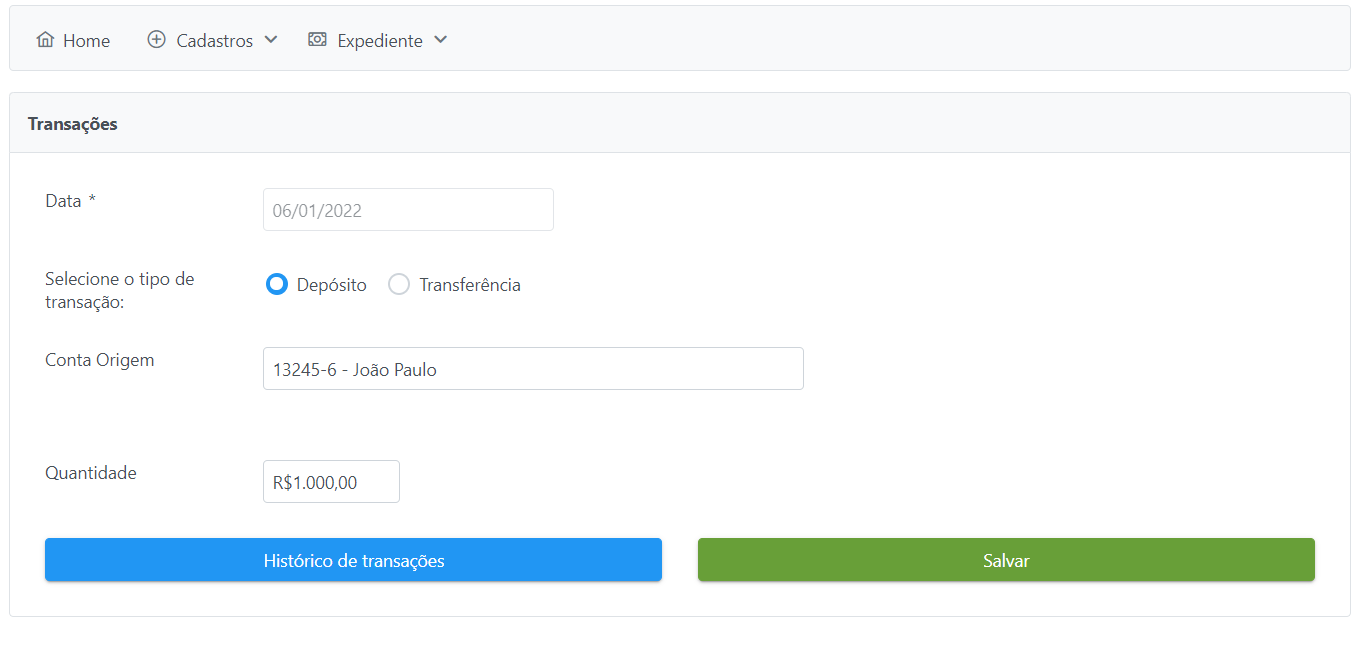 Home Cadastros Expediente
Transações
Data * 06/01/2022
Selecione o tipo de
transação:
Depósito Transferência
Conta Origem 13245-6 - João Paulo
Quantidade R$1.000,00
Histórico de transações Salvar